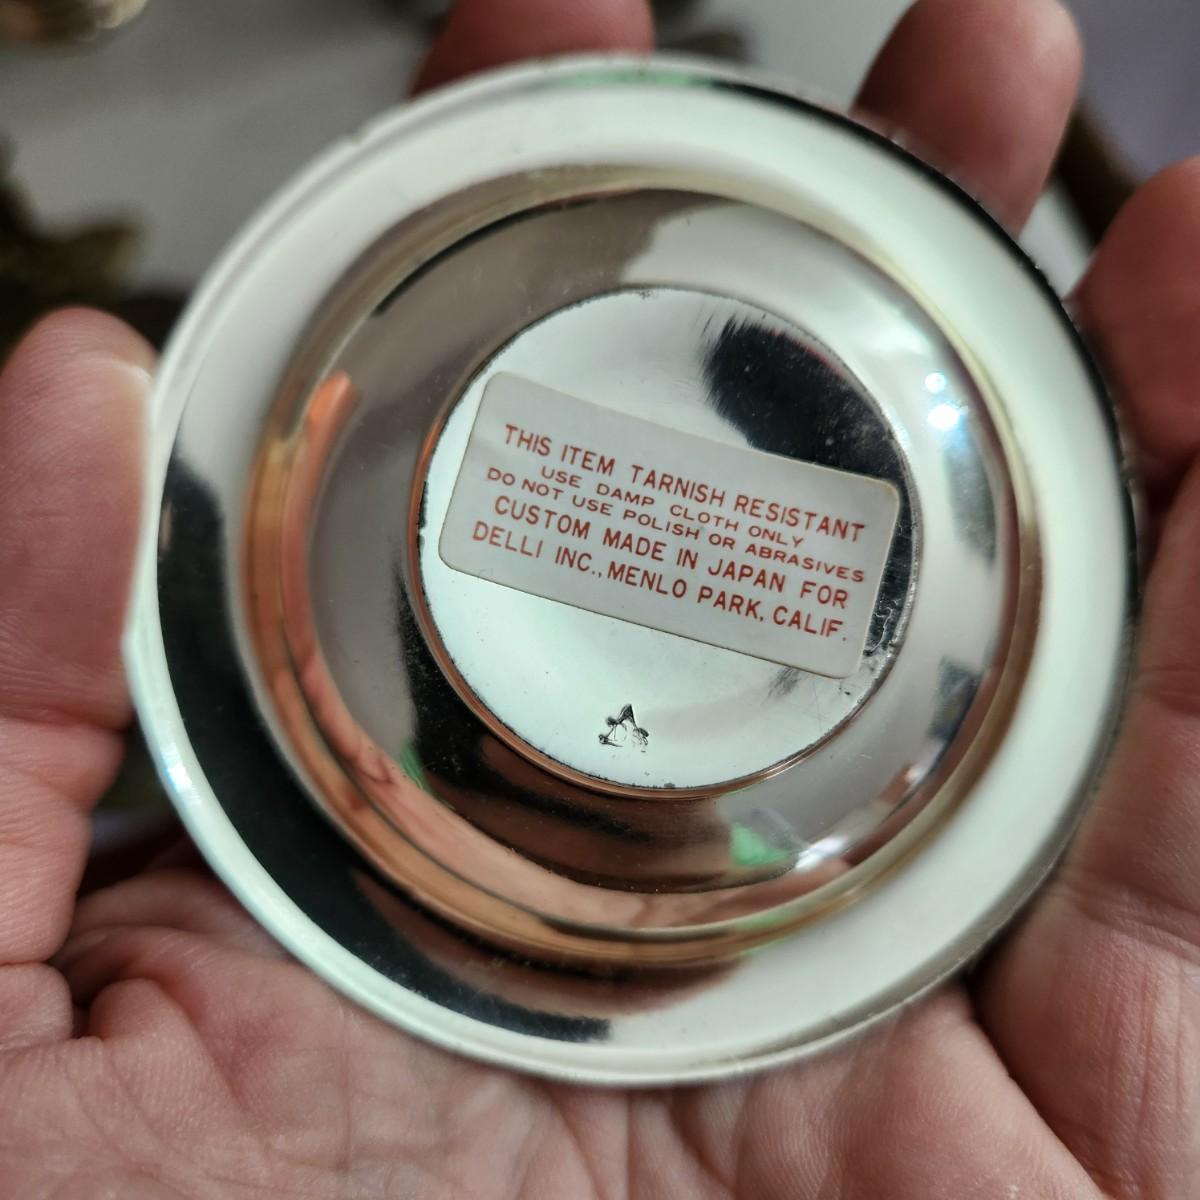 THIS ITEM TARNISH RESISTANT
USE DAMP CLOTH ONLY
DO NOT USE POLISH OR ABRASIVES
CUSTOM MADE IN JAPAN FOR
DELLI INC., MENLO PARK, CALIF.